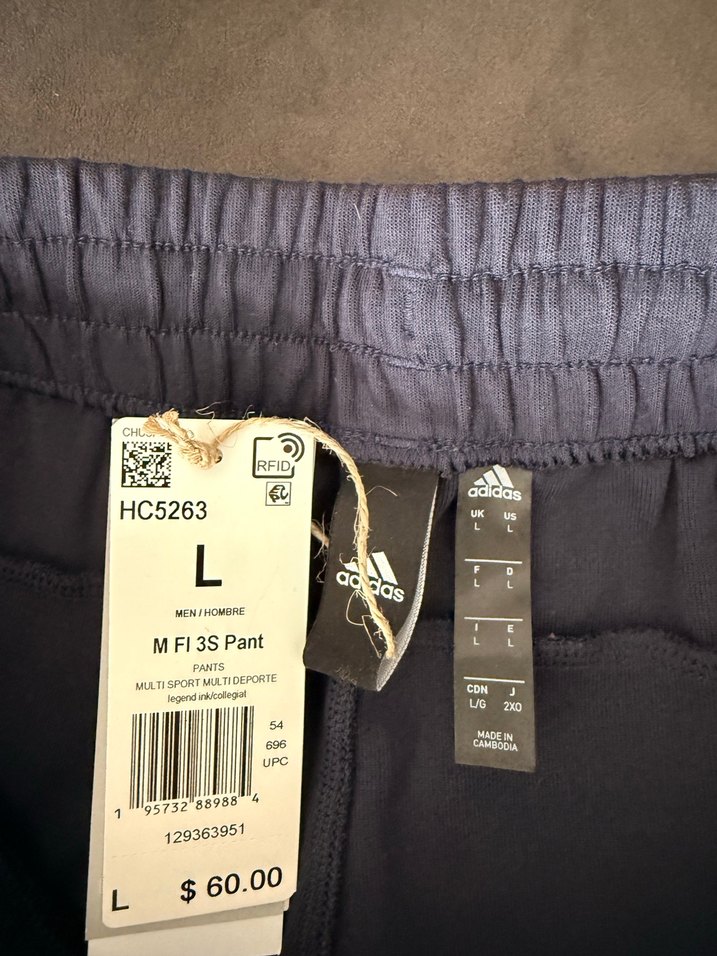 RFID
HC5263
L
MEN / HOMBRE
M FI 3S Pant
PANTS
MULTI SPORT MULTI DEPORTE
legend ink/collegiat
54
696
UPC
1 95732 88988 4
129363951
L $ 60.00
adidas
adidas
UK US
L L
F D
L L
I E
L L
CDN J
L/G 2XO
MADE IN
CAMBODIA